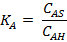 K_A = C_AS / C_AH